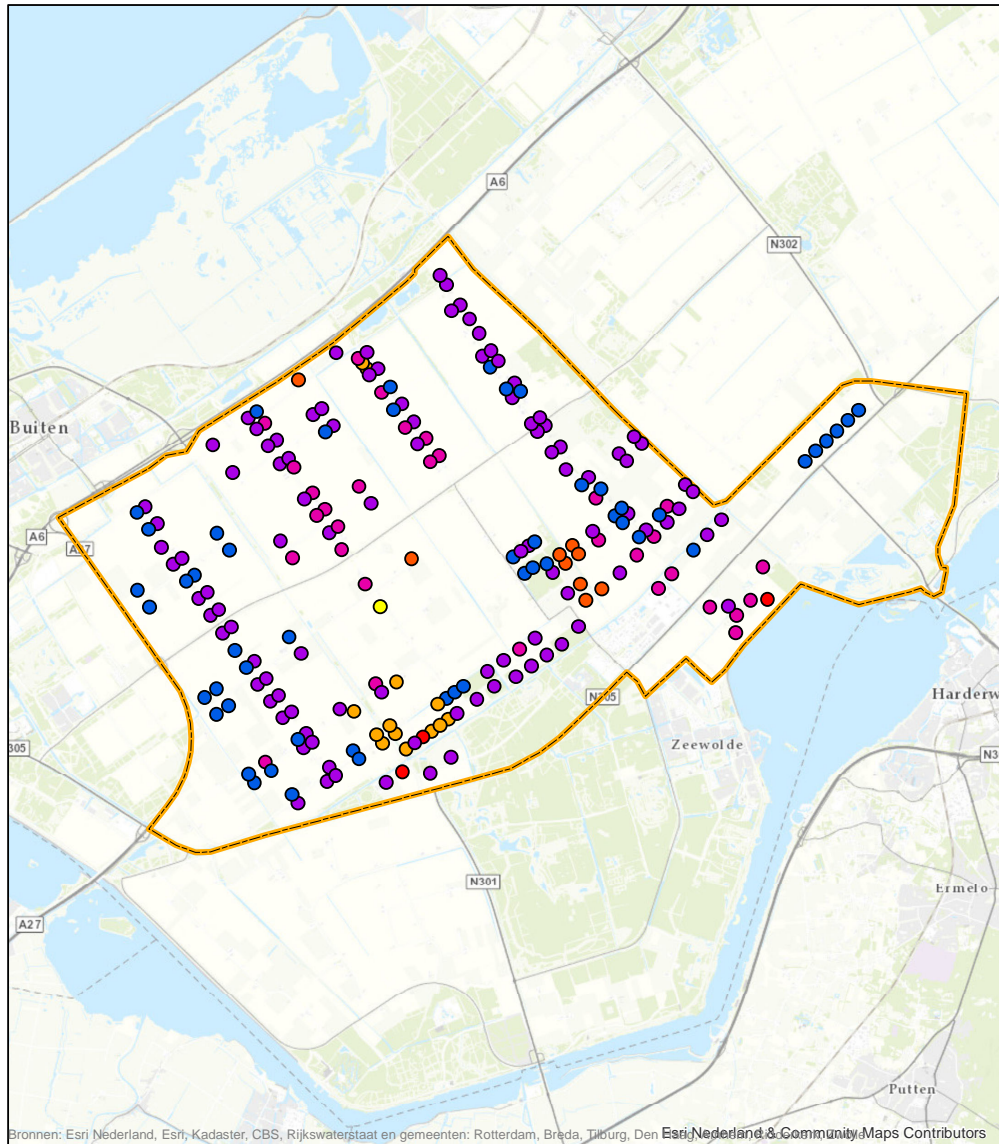 A6
N302
Buiten
A6
A27
N305
Harderw
Zeewolde
305
N3
N301
Ermelo
A27
Putten
Bronnen: Esri Nederland, Esri, Kadaster, CBS, Rijkswaterstaat en gemeenten: Rotterdam, Breda, Tilburg, Den
Esri Nederland & Community Maps Contributors